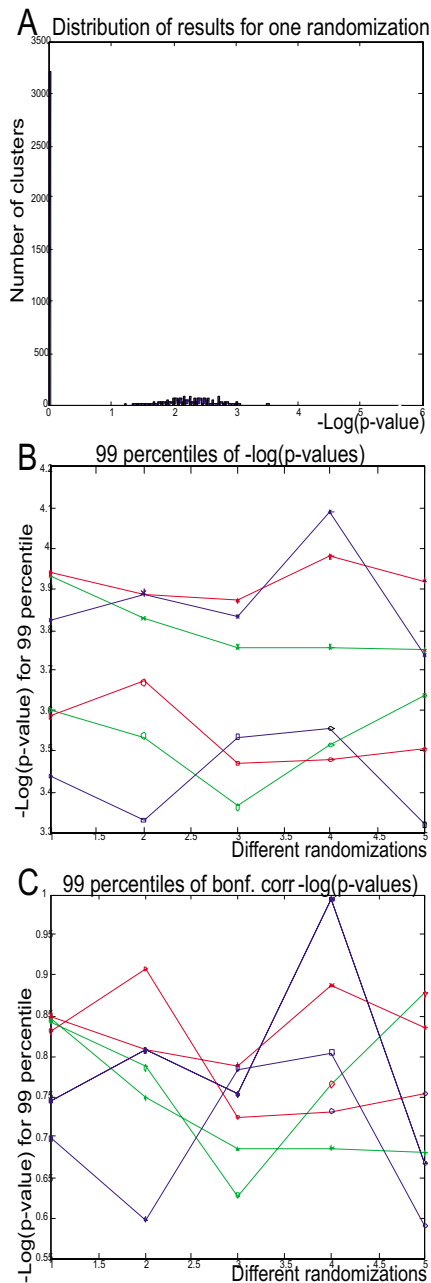 A Distribution of results for one randomization
3500
3000
2500
2000
1500
1000
500
0
Number of clusters
0 1 2 3 4 5 6
-Log(p-value)
B 99 percentiles of -log(p-values)
4.2
4.1
4
3.9
3.8
3.7
3.6
3.5
3.4
3.3
-Log(p-value) for 99 percentile
1 1.5 2 2.5 3 3.5 4 4.5 5
Different randomizations
C 99 percentiles of bonf. corr -log(p-values)
1
0.95
0.9
0.85
0.8
0.75
0.7
0.65
0.6
0.55
-Log(p-value) for 99 percentile
1 1.5 2 2.5 3 3.5 4 4.5 5
Different randomizations